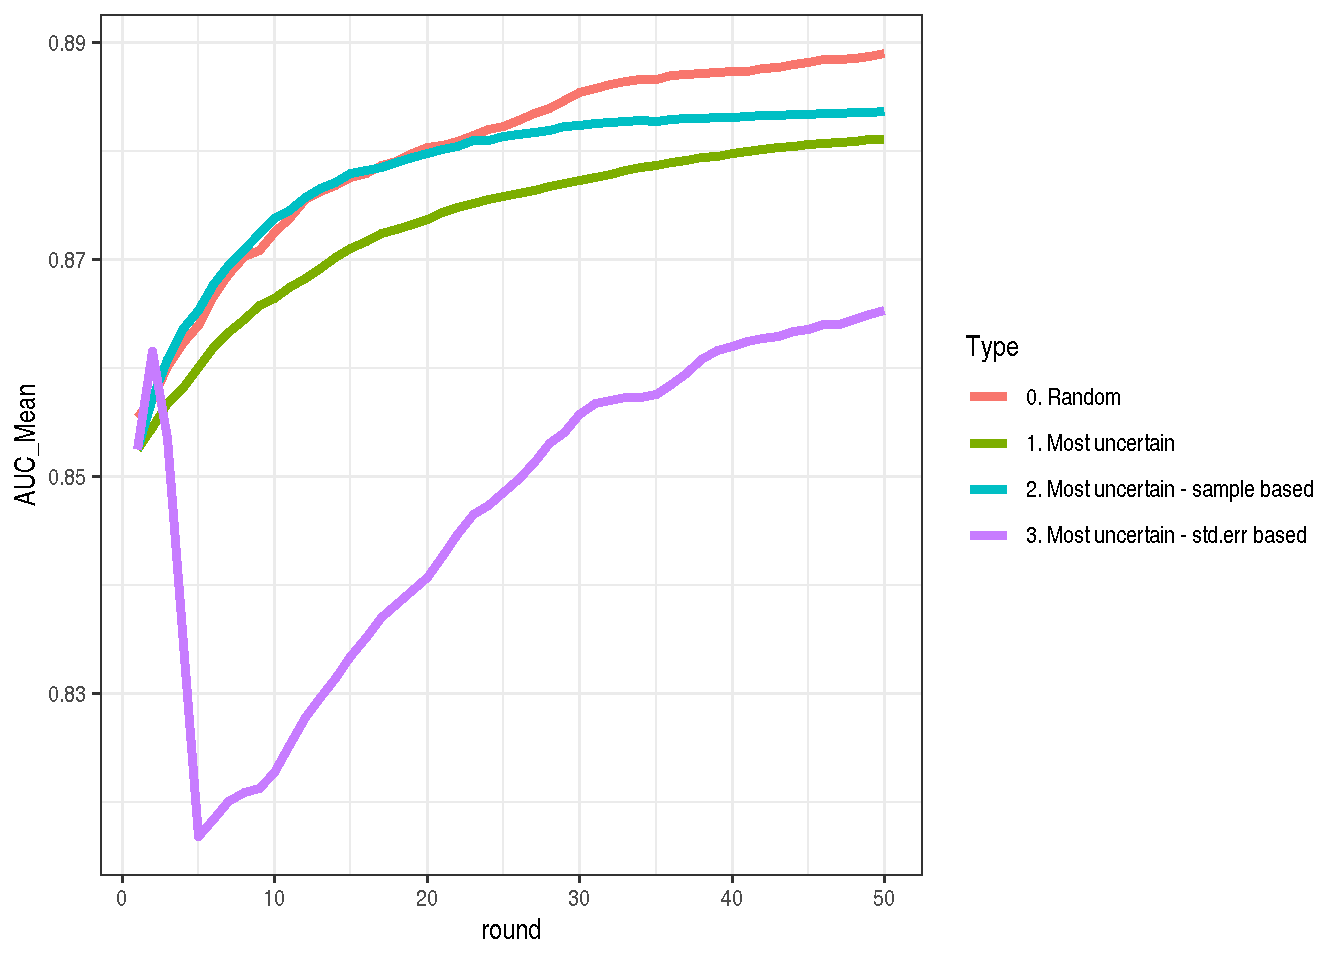 0.89
0.87
0.85
0.83
AUC_Mean
0
10
20
30
40
50
round
Type
0. Random
1. Most uncertain
2. Most uncertain - sample based
3. Most uncertain - std.err based